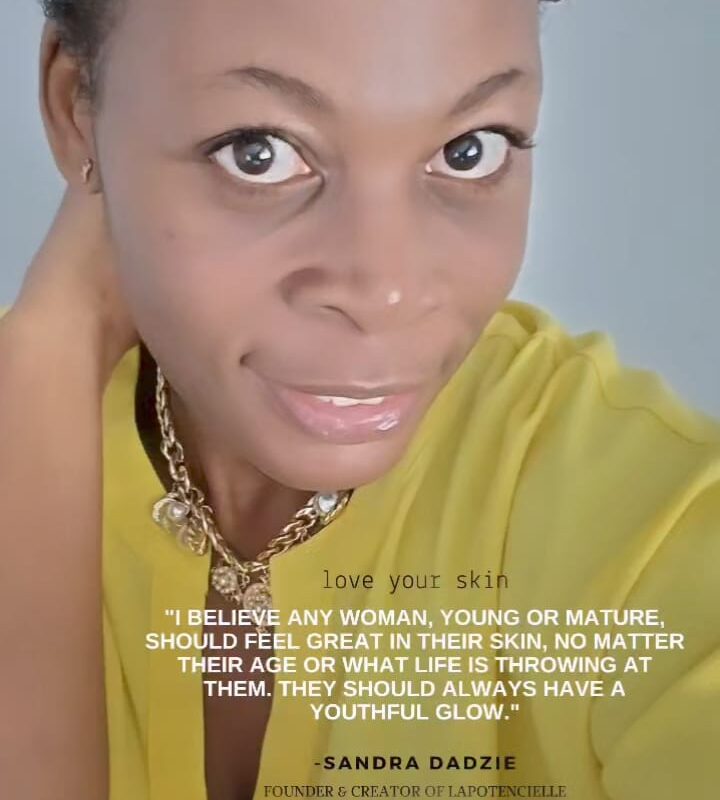 love your skin
"I BELIEVE ANY WOMAN, YOUNG OR MATURE,
SHOULD FEEL GREAT IN THEIR SKIN, NO MATTER
THEIR AGE OR WHAT LIFE IS THROWING AT
THEM. THEY SHOULD ALWAYS HAVE A
YOUTHFUL GLOW."
-SANDRA DADZIE
FOUNDER & CREATOR OF LAPOTENCIELLE